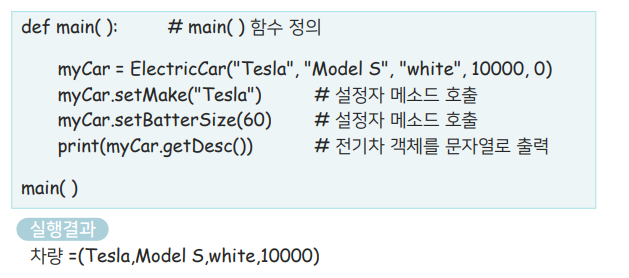 def main( ): # main( ) 함수 정의
myCar = ElectricCar("Tesla", "Model S", "white", 10000, 0)
myCar.setMake("Tesla") # 설정자 메소드 호출
myCar.setBatterSize(60) # 설정자 메소드 호출
print(myCar.getDesc()) # 전기차 객체를 문자열로 출력
main( )
실행결과
차량 =(Tesla,Model S,white,10000)